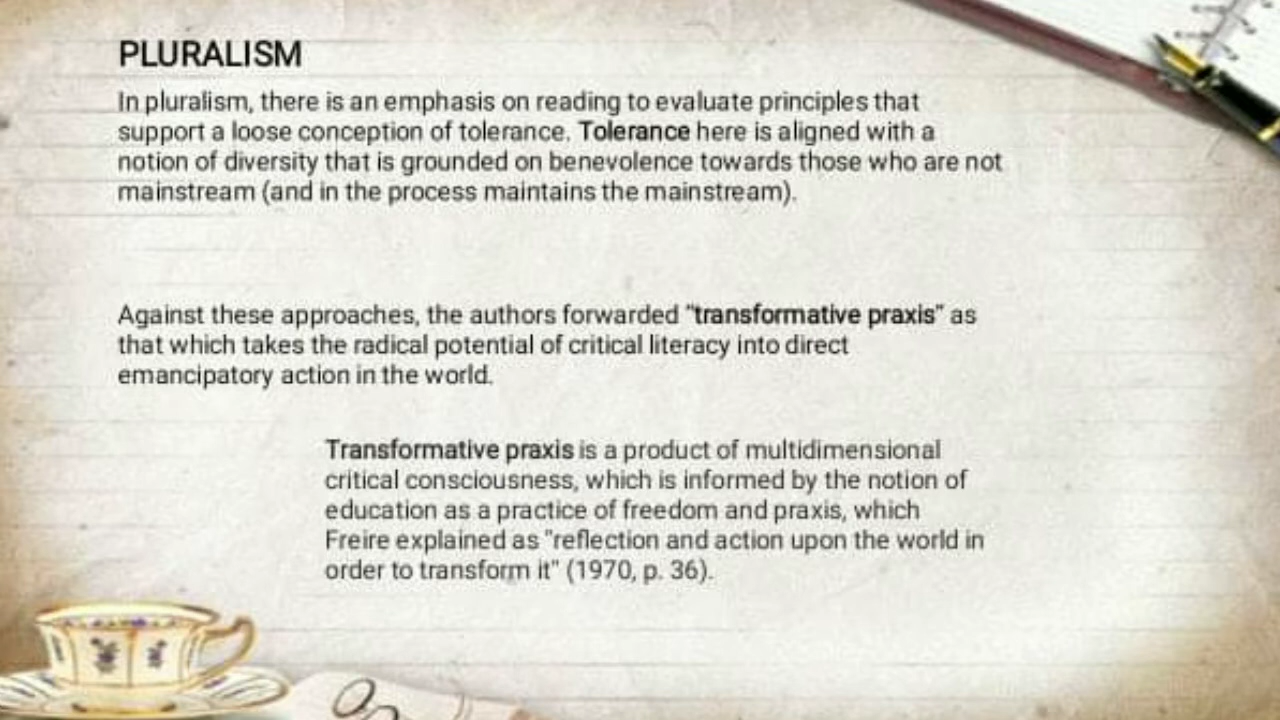 PLURALISM
In pluralism, there is an emphasis on reading to evaluate principles that
support a loose conception of tolerance. Tolerance here is aligned with a
notion of diversity that is grounded on benevolence towards those who are not
mainstream (and in the process maintains the mainstream).
Against these approaches, the authors forwarded "transformative praxis" as
that which takes the radical potential of critical literacy into direct
emancipatory action in the world.
Transformative praxis is a product of multidimensional
critical consciousness, which is informed by the notion of
education as a practice of freedom and praxis, which
Freire explained as "reflection and action upon the world in
order to transform it" (1970, p. 36).